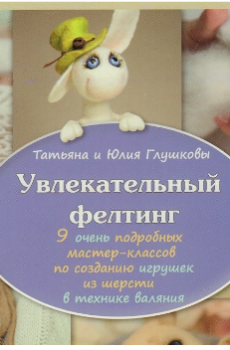 Татьяна и Юлия Глушковы
Увлекательный
фелтинг
9 очень подробных
мастер-классов
по созданию игрушек
из шерсти
в технике валяния